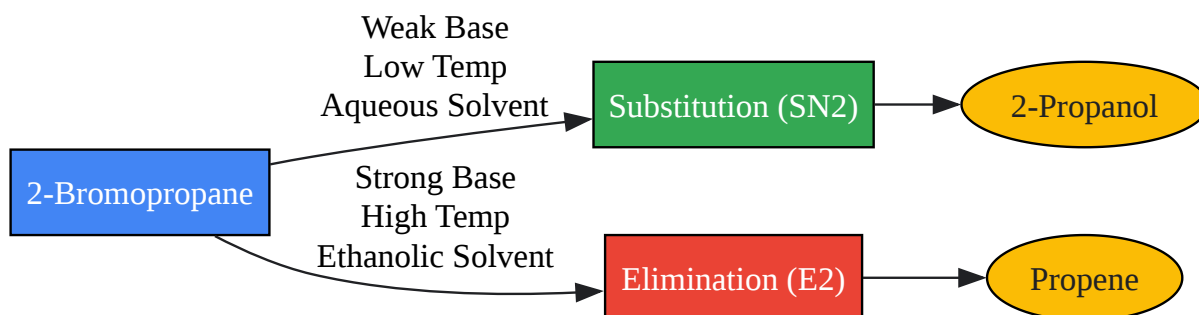 Weak Base
Low Temp
Aqueous Solvent
Substitution (SN2)
2-Propanol
2-Bromopropane
Strong Base
High Temp
Ethanolic Solvent
Elimination (E2)
Propene